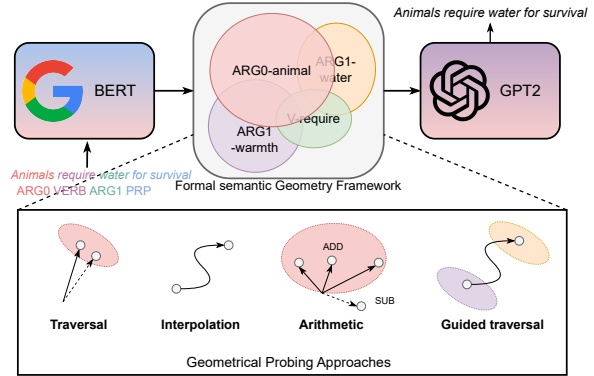 Animals require water for survival
BERT
ARG0-animal
ARG1-
water
V-require
ARG1
-warmth
GPT2
Animals require water for survival
ARG0 VERB ARG1 PRP
Formal semantic Geometry Framework
ADD
SUB
Traversal
Interpolation
Arithmetic
Guided traversal
Geometrical Probing Approaches